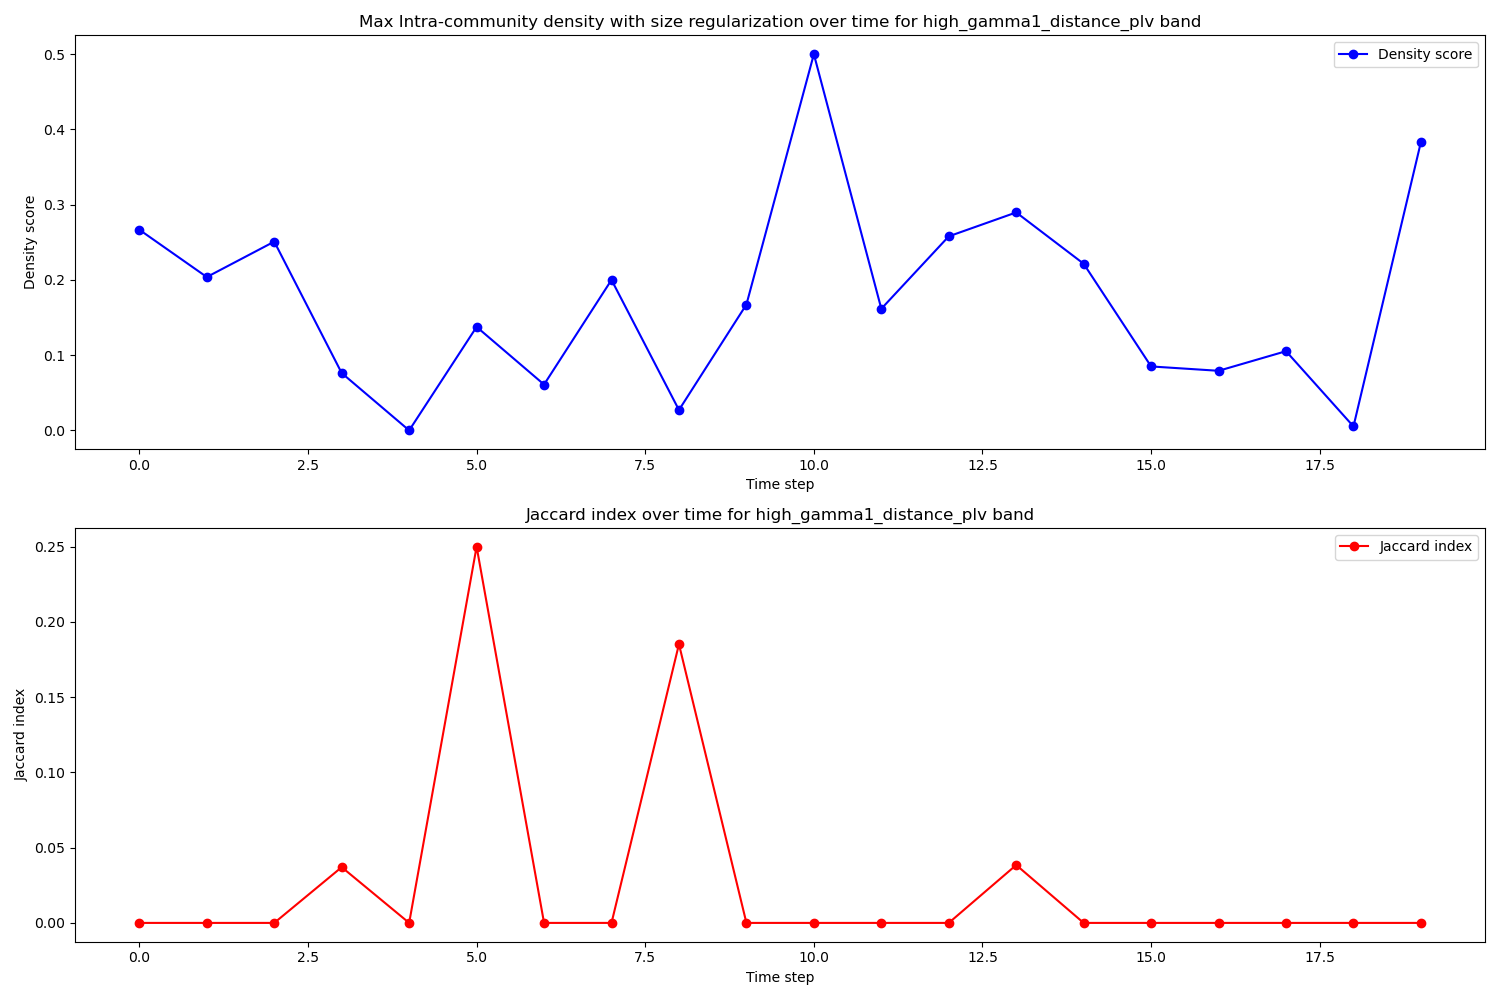 Max Intra-community density with size regularization over time for high_gamma1_distance_plv band
Density score
0.5
0.4
0.3
0.2
0.1
0.0
Density score
0.0 2.5 5.0 7.5 10.0 12.5 15.0 17.5
Time step
Jaccard index over time for high_gamma1_distance_plv band
Jaccard index
0.25
0.20
0.15
0.10
0.05
0.00
Jaccard index
0.0 2.5 5.0 7.5 10.0 12.5 15.0 17.5
Time step